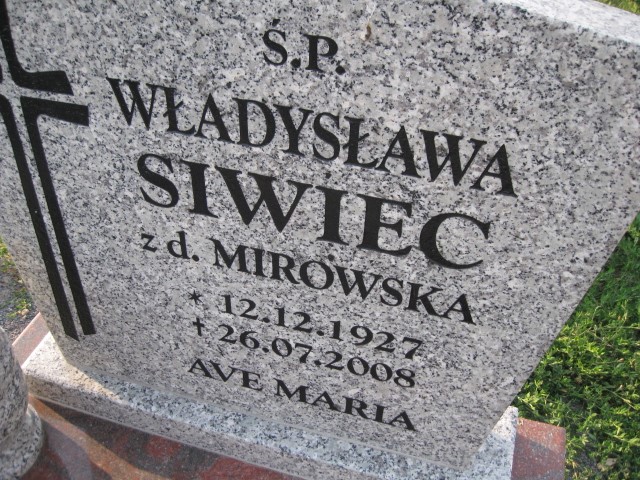 Ś.P.
WŁADYSŁAWA
SIWIEC
z d. MIROWSKA
* 12.12.1927
† 26.07.2008
AVE MARIA